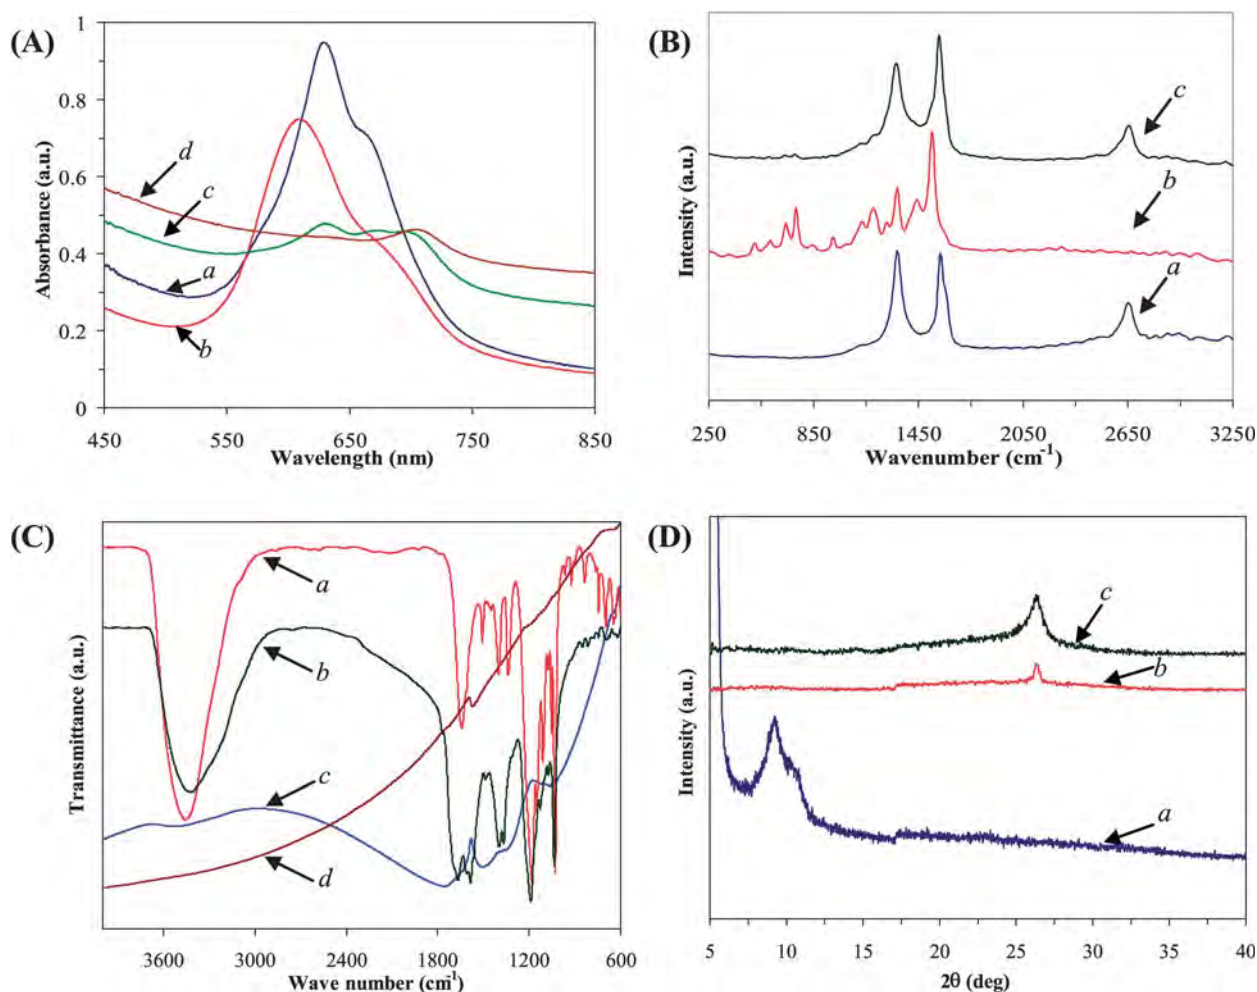 (A)
1
0.8
0.6
0.4
0.2
0
Absorbance (a.u.)
d
c
a
b
450 550 650 750 850
Wavelength (nm)
(B)
Intensity (a.u.)
c
b
a
250 850 1450 2050 2650 3250
Wavenumber (cm-1)
(C)
Transmittance (a.u.)
a
b
c
d
3600 3000 2400 1800 1200 600
Wave number (cm-1)
(D)
Intensity (a.u.)
c
b
a
5 10 15 20 25 30 35 40
2θ (deg)